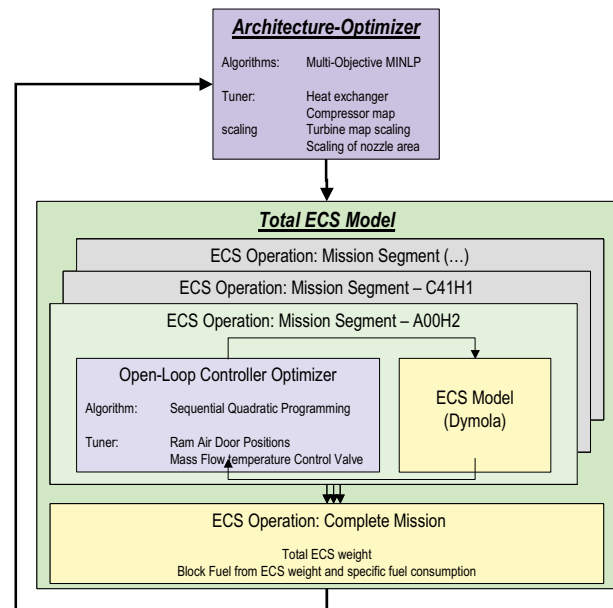 Architecture-Optimizer
Algorithms: Multi-Objective MINLP
Tuner: Heat exchanger
Compressor map
scaling Turbine map scaling
Scaling of nozzle area
Total ECS Model
ECS Operation: Mission Segment (…)
ECS Operation: Mission Segment – C41H1
ECS Operation: Mission Segment – A00H2
Open-Loop Controller Optimizer
Algorithm: Sequential Quadratic Programming
Tuner: Ram Air Door Positions
Mass Flow temperature Control Valve
ECS Model
(Dymola)
ECS Operation: Complete Mission
Total ECS weight
Block Fuel from ECS weight and specific fuel consumption